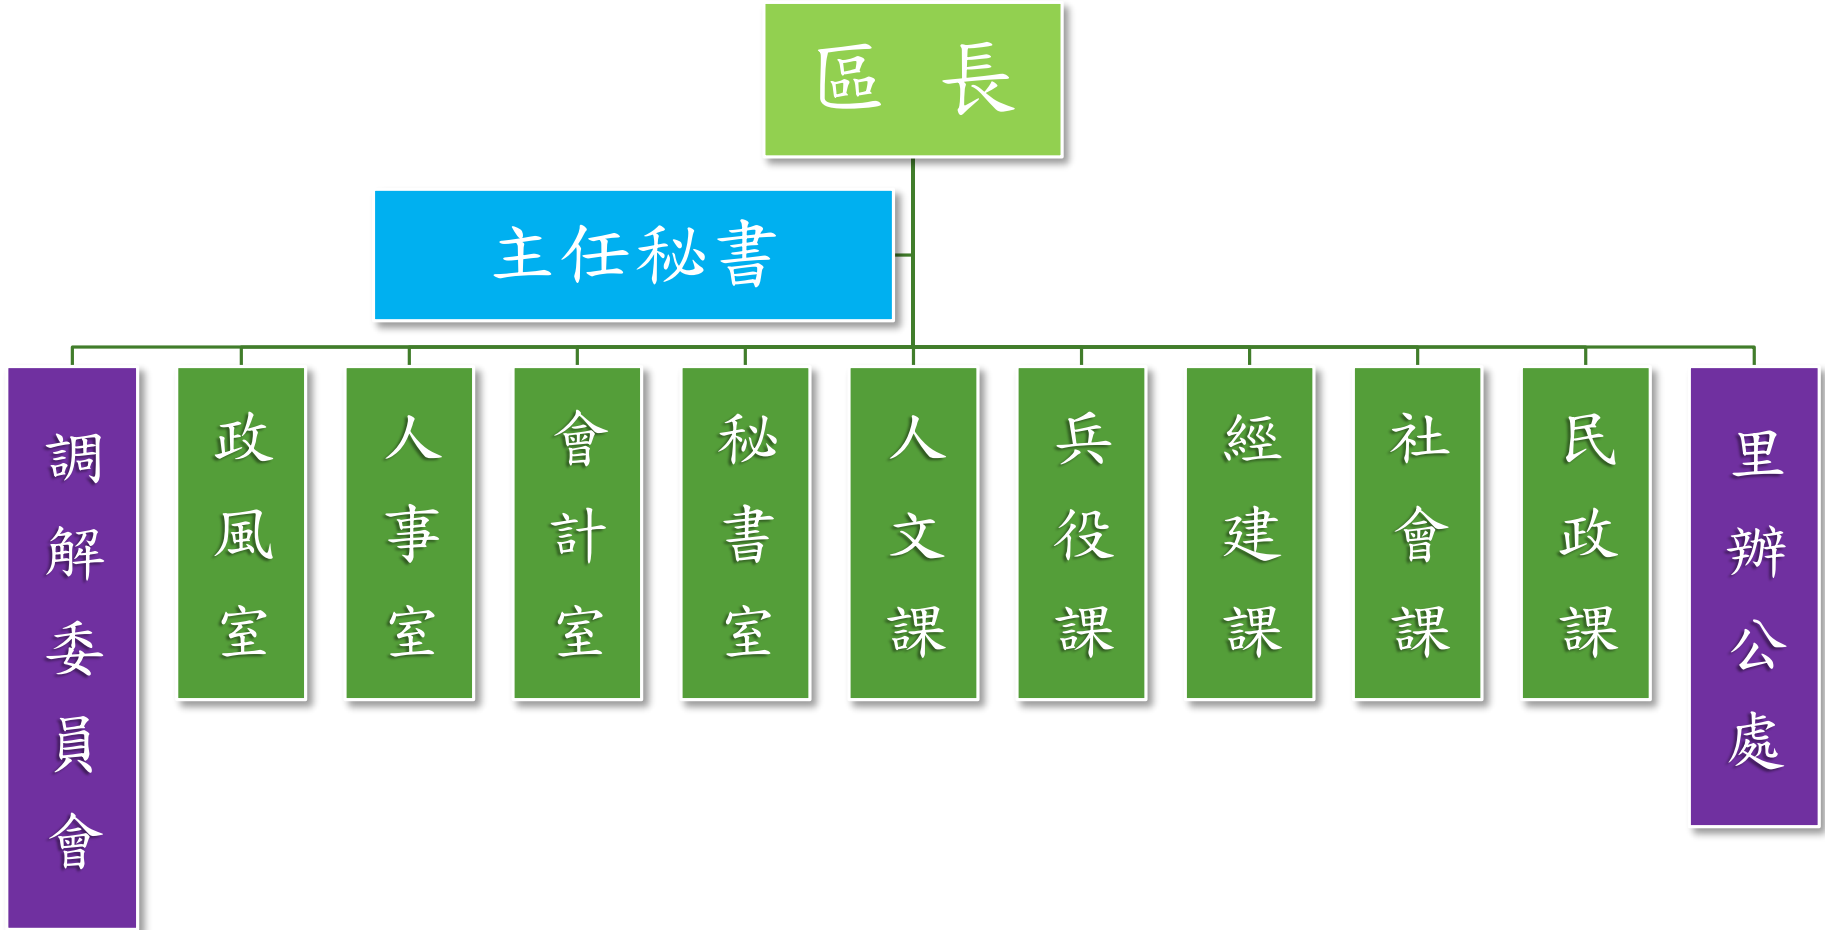 區 長
主任秘書
調解委員會
政風室
人事室
會計室
秘書室
人文課
兵役課
經建課
社會課
民政課
里辦公處